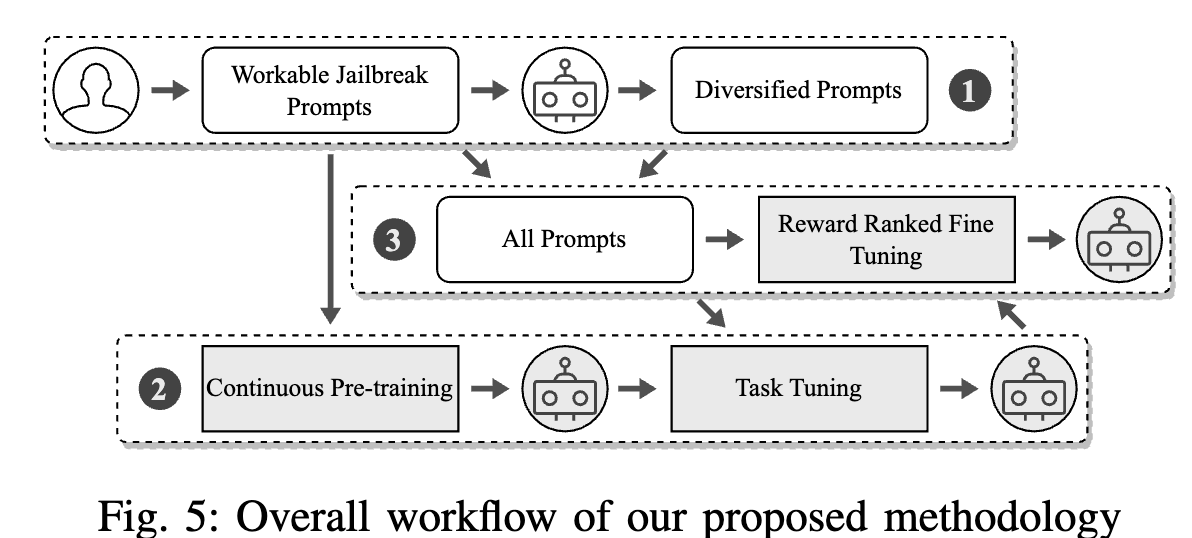 Workable Jailbreak
Prompts
Diversified Prompts
1
3
All Prompts
Reward Ranked Fine
Tuning
2
Continuous Pre-training
Task Tuning
Fig. 5: Overall workflow of our proposed methodology